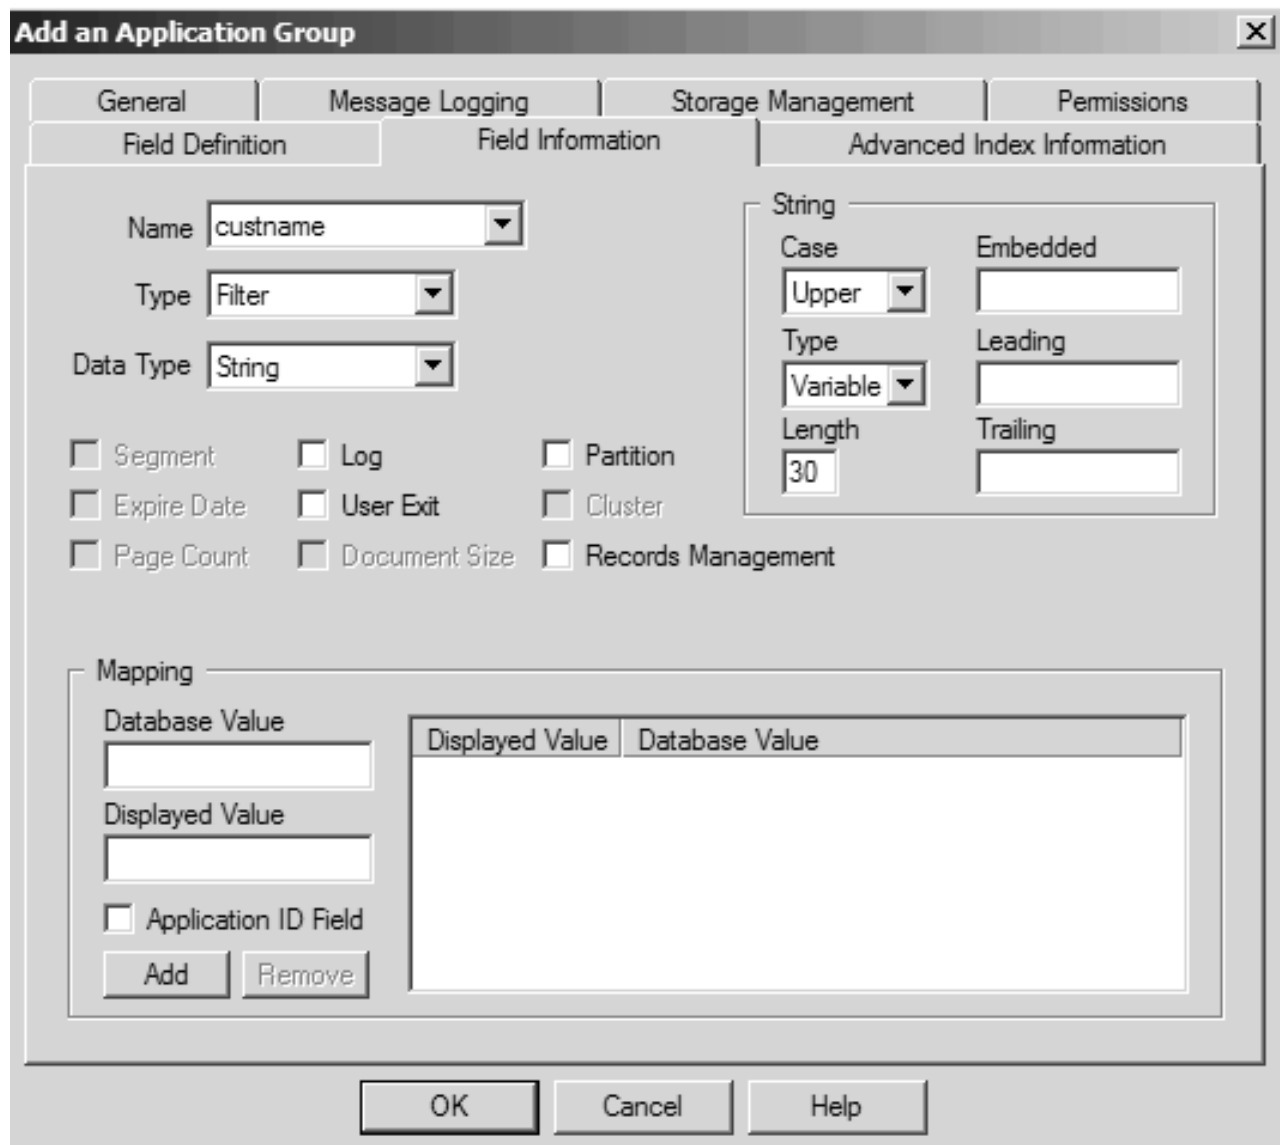 Add an Application Group
General Message Logging Storage Management Permissions
Field Definition Field Information Advanced Index Information
Name custname
Type Filter
Data Type String
String
Case Embedded
Upper
Type Leading
Variable
Length Trailing
30
Segment Log Partition
Expire Date User Exit Cluster
Page Count Document Size Records Management
Mapping
Database Value
Displayed Value
Application ID Field
Add Remove
Displayed Value Database Value
OK Cancel Help